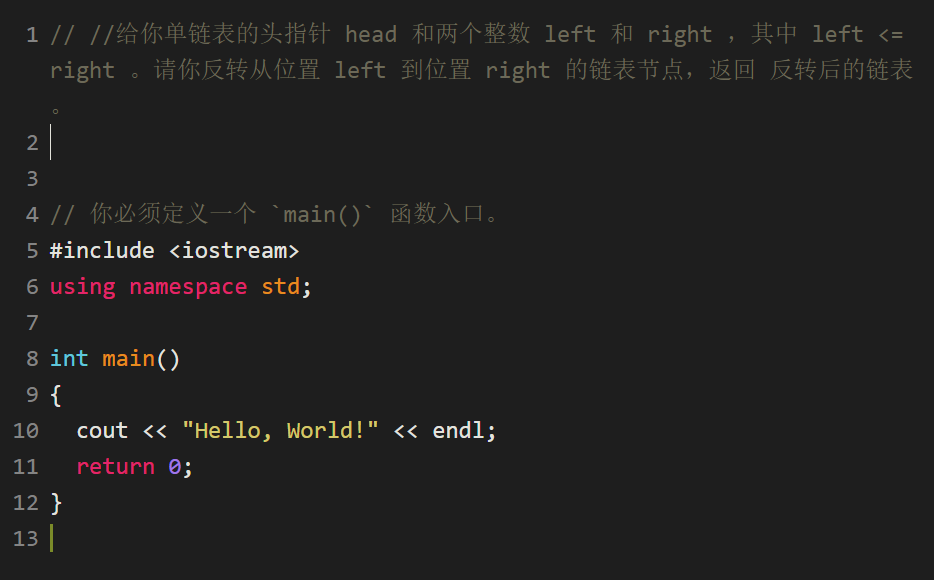 1 // //给你单链表的头指针 head 和两个整数 left 和 right ，其中 left <=
right 。请你反转从位置 left 到位置 right 的链表节点，返回 反转后的链表
。
2
3
4 // 你必须定义一个 `main()` 函数入口。
5 #include <iostream>
6 using namespace std;
7
8 int main()
9 {
10   cout << "Hello, World!" << endl;
11   return 0;
12 }
13